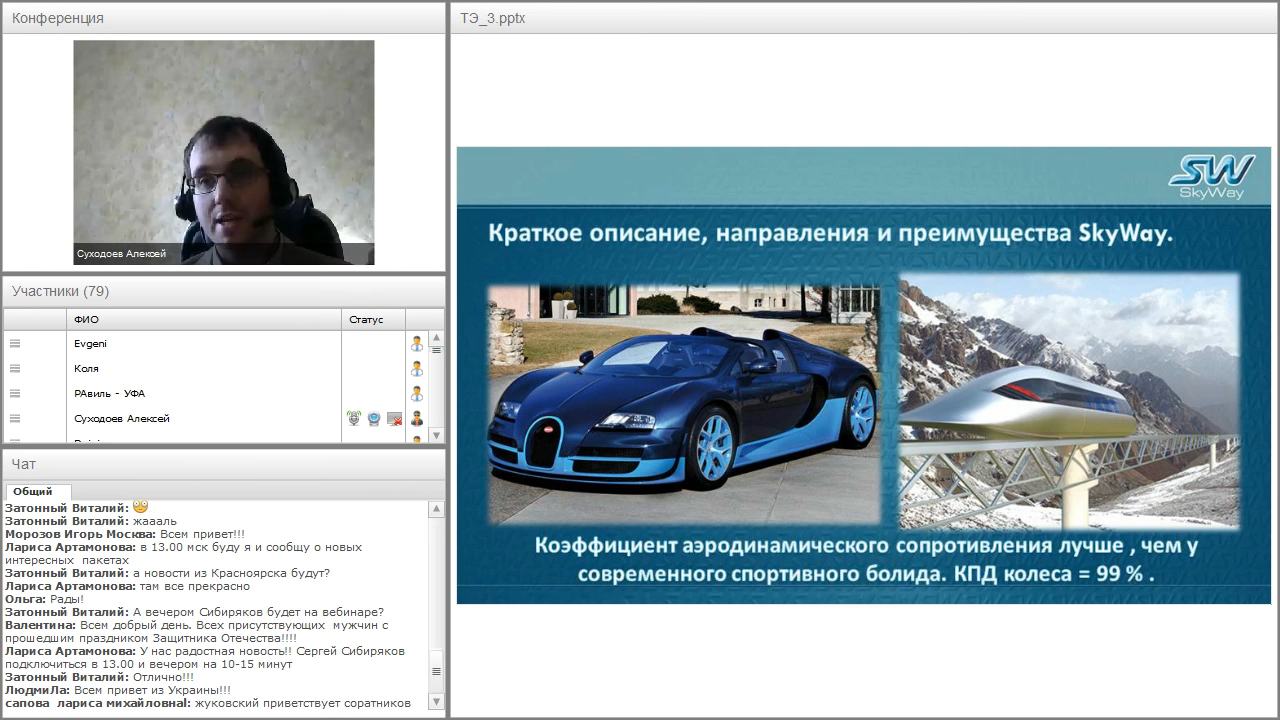 Конференция
Суходоев Алексей
Участники (79)
ФИО
Статус
Evgeni
Коля
РАвиль - УФА
Суходоев Алексей
Чат
Общий
Затонный Виталий:
Затонный Виталий: жаааль
Морозов Игорь Москва: Всем привет!!!
Лариса Артамонова: в 13.00 мск буду я и сообщу о новых
интересных пакетах
Затонный Виталий: а новости из Красноярска будут?
Лариса Артамонова: там все прекрасно
Ольга: Рады!
Затонный Виталий: А вечером Сибиряков будет на вебинаре?
Валентина: Всем добрый день. Всех присутствующих мужчин с
прошедшим праздником Защитника Отечества!!!!
Лариса Артамонова: У нас радостная новость!! Сергей Сибиряков
подключиться в 13.00 и вечером на 10-15 минут
Затонный Виталий: Отлично!!!
ЛюдмиЛа: Всем привет из Украины!!!
сапова лариса михайловнаl: жуковский приветствует соратников
ТЭ_3.pptx
SW
SkyWay
Краткое описание, направления и преимущества SkyWay.
Коэффициент аэродинамического сопротивления лучше , чем у
современного спортивного болида. КПД колеса = 99 % .